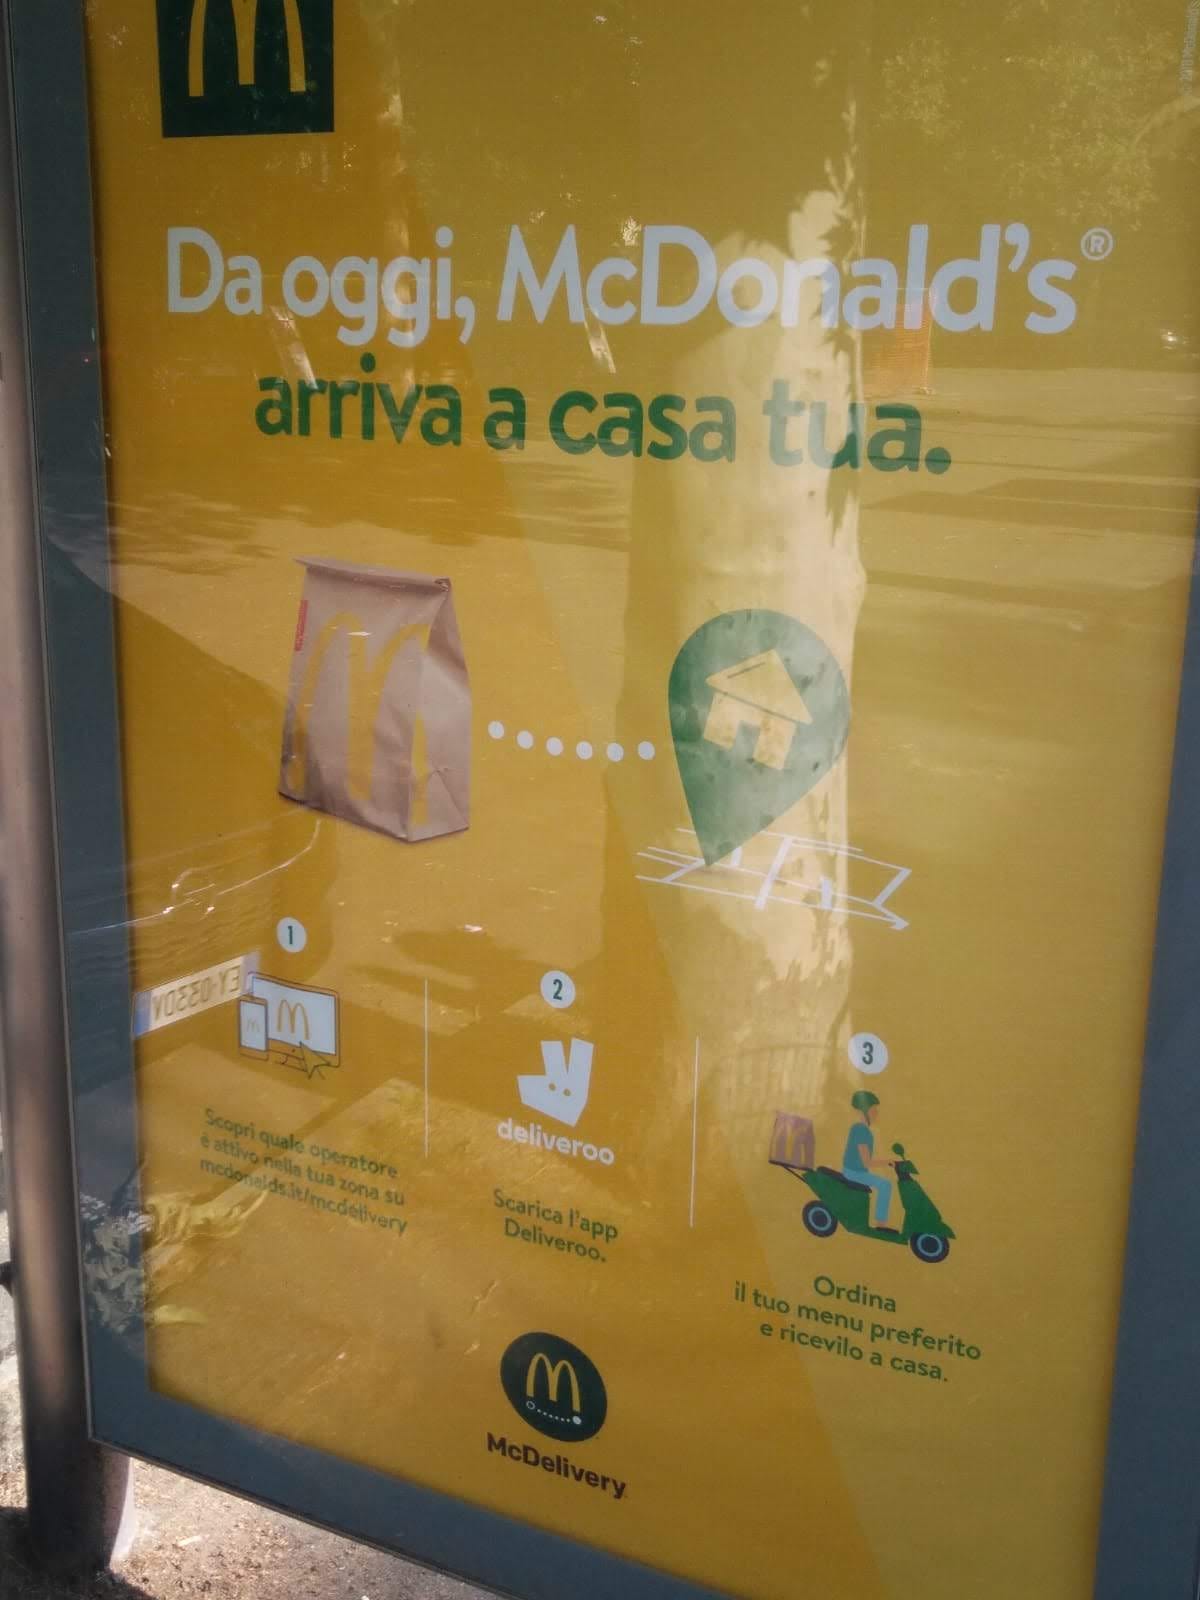 Da oggi, McDonald's®
arriva a casa tua.
1
Scopri quale operatore
è attivo nella tua zona su
mcdonalds.it/mcdelivery
2
deliveroo
Scarica l'app
Deliveroo.
3
Ordina
il tuo menu preferito
e ricevilo a casa.
McDelivery